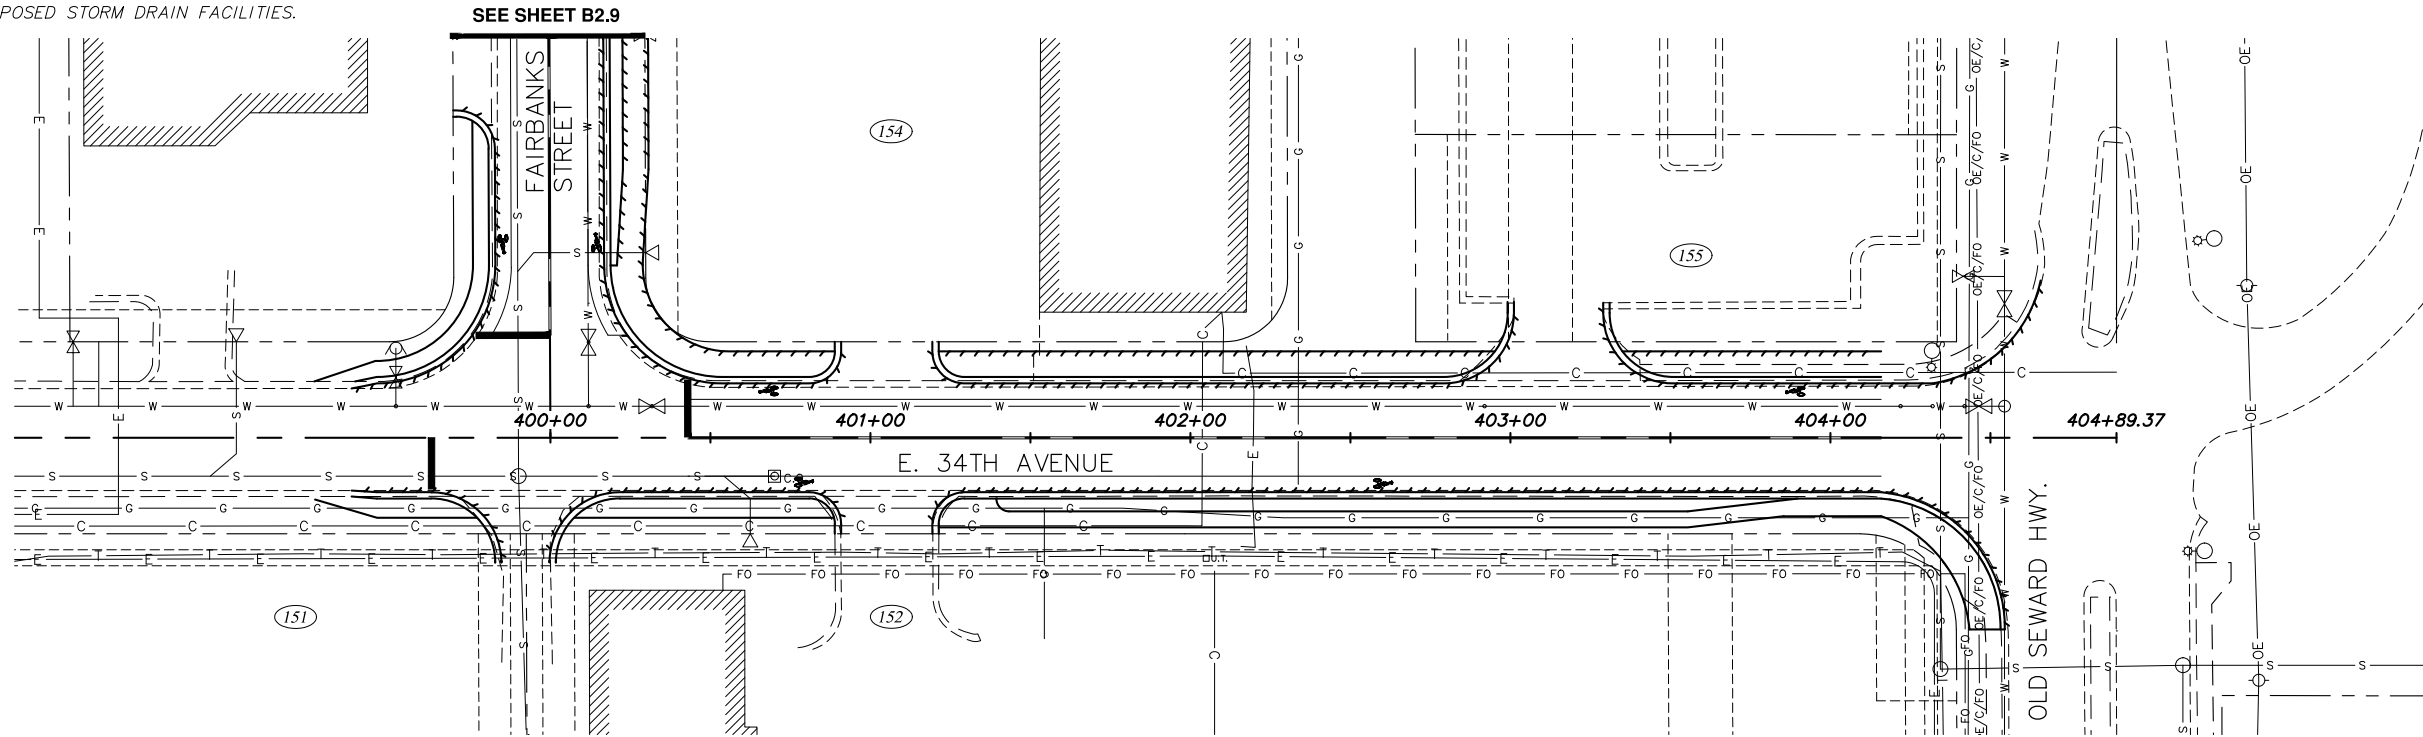 POSED STORM DRAIN FACILITIES.
SEE SHEET B2.9
FAIRBANKS
STREET
154
155
400+00
401+00
402+00
403+00
404+00
404+89.37
E. 34TH AVENUE
OLD SEWARD HWY.
151
152